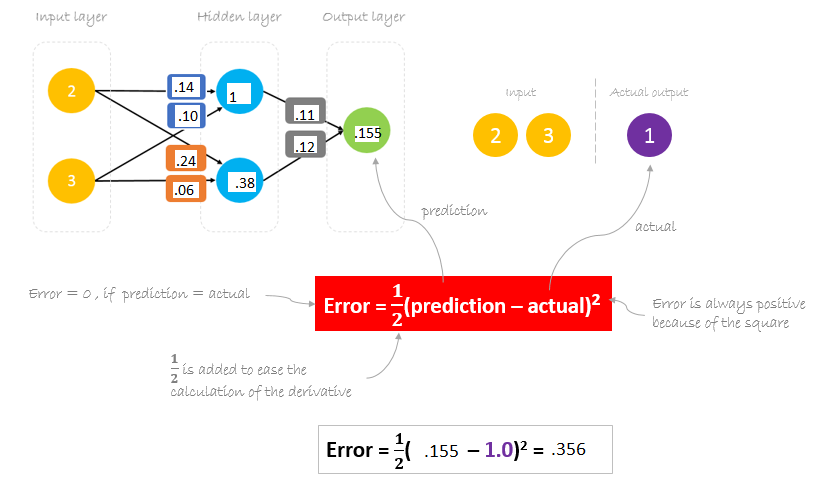 Input layer
Hidden layer
Output layer
2
.14
1
.10
.11
.155
.24
.12
3
.06
.38
Input
Actual output
2 3
1
prediction
actual
Error = 0 , if prediction = actual
Error = 1/2(prediction – actual)²
Error is always positive
because of the square
1/2 is added to ease the
calculation of the derivative
Error = 1/2( .155 – 1.0)² = .356